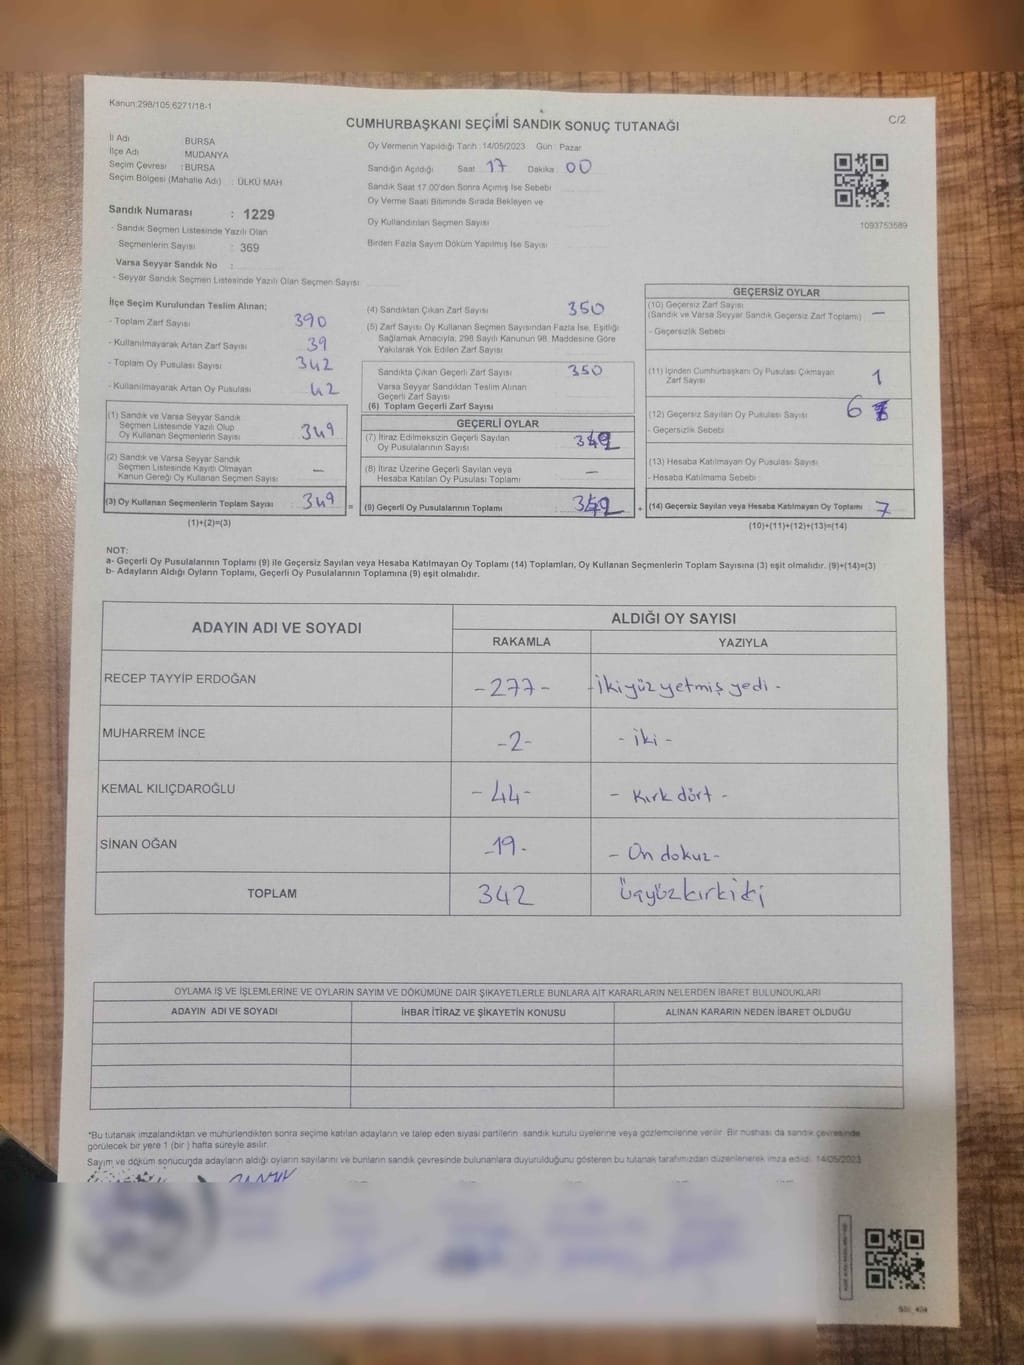 Kanun:298/105;6271/18-1
C/2
CUMHURBAŞKANI SEÇİMİ SANDIK SONUÇ TUTANAĞI
İl Adı BURSA
İlçe Adı MUDANYA
Seçim Çevresi : BURSA
Seçim Bölgesi (Mahalle Adı) : ÜLKÜ MAH.
Oy Vermenin Yapıldığı Tarih : 14/05/2023 Gün : Pazar
Sandığın Açıldığı Saat 17 Dakika 00
Sandık Saat 17.00'den Sonra Açımış İse Sebebi
Oy Verme Saati Bitiminde Sırada Bekleyen ve
Oy Kullandırılan Seçmen Sayısı
Birden Fazla Sayım Döküm Yapılmış İse Sayısı
1093753589
Sandık Numarası : 1229
- Sandık Seçmen Listesinde Yazılı Olan
Seçmenlerin Sayısı : 369
Varsa Seyyar Sandık No :
- Seyyar Sandık Seçmen Listesinde Yazılı Olan Seçmen Sayısı
İlçe Seçim Kurulundan Teslim Alınan;
- Toplam Zarf Sayısı 390
- Kullanılmayarak Artan Zarf Sayısı 39
- Toplam Oy Pusulası Sayısı 342
- Kullanılmayarak Artan Oy Pusulası 42
(1) Sandık ve Varsa Seyyar Sandık
Seçmen Listesinde Yazılı Olup
Oy Kullanan Seçmenlerin Sayısı 349
(2) Sandık ve Varsa Seyyar Sandık
Seçmen Listesinde Kayıtlı Olmayan
Kanun Gereği Oy Kullanan Seçmen Sayısı —
(3) Oy Kullanan Seçmenlerin Toplam Sayısı 349 =
(1)+(2)=(3)
(4) Sandıktan Çıkan Zarf Sayısı 350
(5) Zarf Sayısı Oy Kullanan Seçmen Sayısından Fazla İse, Eşitliği
Sağlamak Amacıyla, 298 Sayılı Kanunun 98. Maddesine Göre
Yakılarak Yok Edilen Zarf Sayısı
Sandıkta Çıkan Geçerli Zarf Sayısı 350
Varsa Seyyar Sandıktan Teslim Alınan
Geçerli Zarf Sayısı
(6) Toplam Geçerli Zarf Sayısı
GEÇERLİ OYLAR
(7) İtiraz Edilmeksizin Geçerli Sayılan
Oy Pusulalarının Sayısı 342
(8) İtiraz Üzerine Geçerli Sayılan veya
Hesaba Katılan Oy Pusulası Toplamı —
(9) Geçerli Oy Pusulalarının Toplamı 342 +
GEÇERSİZ OYLAR
(10) Geçersiz Zarf Sayısı
(Sandık ve Varsa Seyyar Sandık Geçersiz Zarf Toplamı) —
- Geçersizlik Sebebi
(11) İçinden Cumhurbaşkanı Oy Pusulası Çıkmayan
Zarf Sayısı 1
(12) Geçersiz Sayılan Oy Pusulası Sayısı 6
- Geçersizlik Sebebi
(13) Hesaba Katılmayan Oy Pusulası Sayısı
- Hesaba Katılmama Sebebi
(14) Geçersiz Sayılan veya Hesaba Katılmayan Oy Toplamı 7
(10)+(11)+(12)+(13)=(14)
NOT:
a- Geçerli Oy Pusulalarının Toplamı (9) ile Geçersiz Sayılan veya Hesaba Katılmayan Oy Toplamı (14) Toplamları, Oy Kullanan Seçmenlerin Toplam Sayısına (3) eşit olmalıdır. (9)+(14)=(3)
b- Adayların Aldığı Oyların Toplamı, Geçerli Oy Pusulalarının Toplamına (9) eşit olmalıdır.
ADAYIN ADI VE SOYADI
ALDIĞI OY SAYISI
RAKAMLA YAZIYLA
RECEP TAYYİP ERDOĞAN -277- -İkiyüz yetmiş yedi-
MUHARREM İNCE -2- -iki-
KEMAL KILIÇDAROĞLU -44- -Kırk dört-
SİNAN OĞAN -19- -On dokuz-
TOPLAM 342 üçyüzkırkiki
OYLAMA İŞ VE İŞLEMLERİNE VE OYLARIN SAYIM VE DÖKÜMÜNE DAİR ŞİKAYETLERLE BUNLARA AİT KARARLARIN NELERDEN İBARET BULUNDUKLARI
ADAYIN ADI VE SOYADI İHBAR İTİRAZ VE ŞİKAYETİN KONUSU ALINAN KARARIN NEDEN İBARET OLDUĞU
*Bu tutanak imzalandıktan ve mühürlendikten sonra seçime katılan adayların ve talep eden siyasi partilerin sandık kurulu üyelerine veya gözlemcilerine verilir. Bir nüshası da sandık çevresinde
görülecek bir yere 1 (bir) hafta süreyle asılır.
Sayım ve döküm sonucunda adayların aldığı oyların sayılarını ve bunların sandık çevresinde bulunanlara duyurulduğunu gösteren bu tutanak tarafımızdan düzenlenerek imza edildi. 14/05/2023